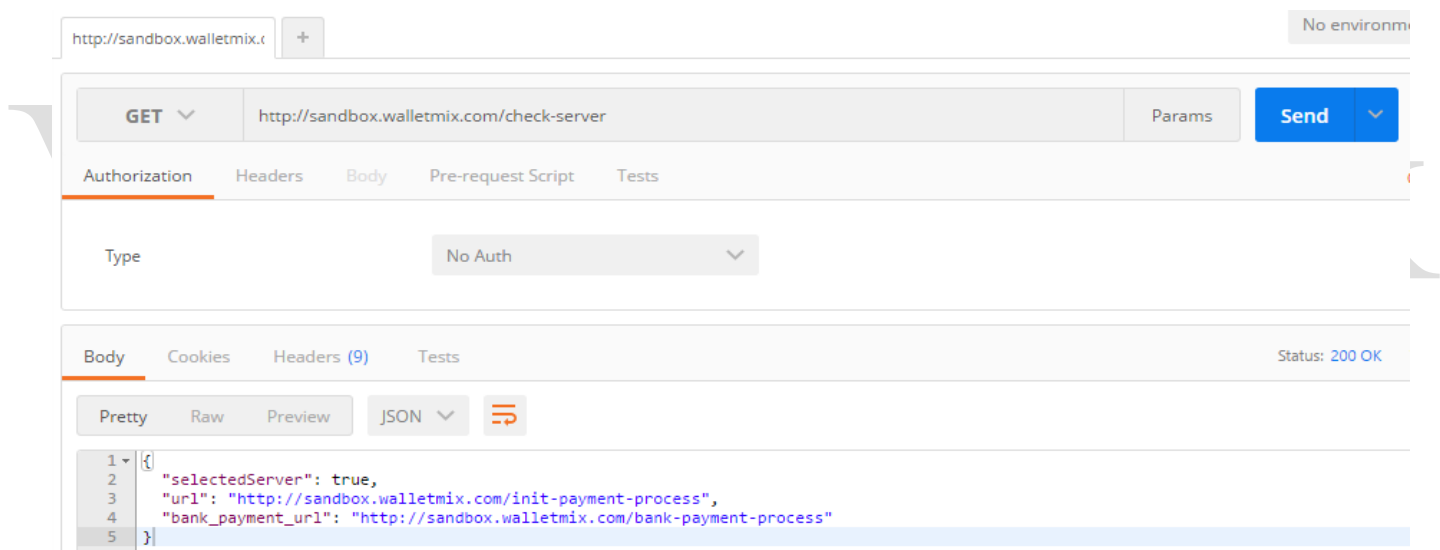 http://sandbox.walletmix.c +
No environm
GET http://sandbox.walletmix.com/check-server Params Send
Authorization Headers Body Pre-request Script Tests
Type No Auth
Body Cookies Headers (9) Tests Status: 200 OK
Pretty Raw Preview JSON
1 {
2 "selectedServer": true,
3 "url": "http://sandbox.walletmix.com/init-payment-process",
4 "bank_payment_url": "http://sandbox.walletmix.com/bank-payment-process"
5 }